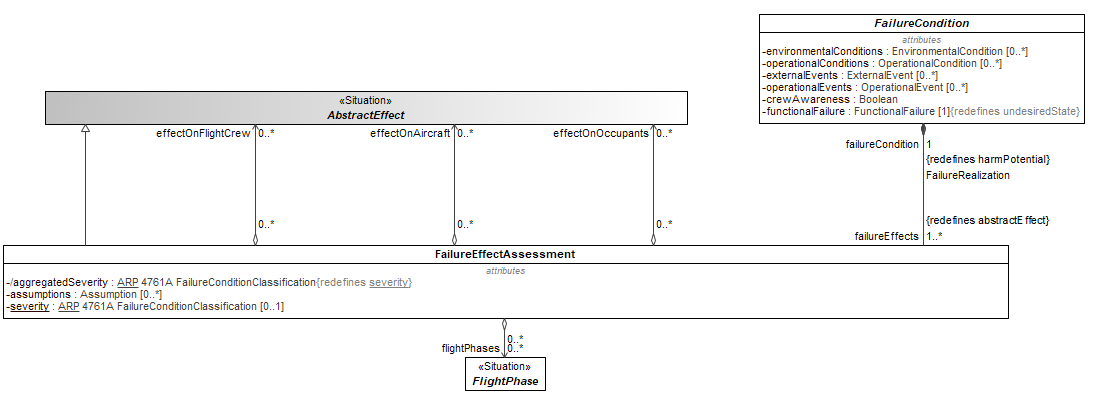 FailureCondition
attributes
-environmentalConditions : EnvironmentalCondition [0..*]
-operationalConditions : OperationalCondition [0..*]
-externalEvents : ExternalEvent [0..*]
-operationalEvents : OperationalEvent [0..*]
-crewAwareness : Boolean
-functionalFailure : FunctionalFailure [1]{redefines undesiredState}
«Situation»
AbstractEffect
effectOnFlightCrew 0..*
effectOnAircraft 0..*
effectOnOccupants 0..*
failureCondition 1
{redefines harmPotential}
FailureRealization
0..*
0..*
0..*
{redefines abstractEffect}
failureEffects 1..*
FailureEffectAssessment
attributes
-/aggregatedSeverity : ARP 4761A FailureConditionClassification{redefines severity}
-assumptions : Assumption [0..*]
-severity : ARP 4761A FailureConditionClassification [0..1]
0..*
flightPhases 0..*
«Situation»
FlightPhase